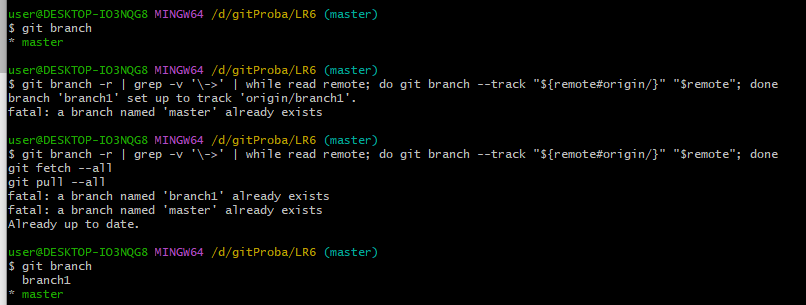 user@DESKTOP-IO3NQG8 MINGW64 /d/gitProba/LR6 (master)
$ git branch
* master
user@DESKTOP-IO3NQG8 MINGW64 /d/gitProba/LR6 (master)
$ git branch -r | grep -v '\->' | while read remote; do git branch --track "${remote#origin/}" "$remote"; done
branch 'branch1' set up to track 'origin/branch1'.
fatal: a branch named 'master' already exists
user@DESKTOP-IO3NQG8 MINGW64 /d/gitProba/LR6 (master)
$ git branch -r | grep -v '\->' | while read remote; do git branch --track "${remote#origin/}" "$remote"; done
git fetch --all
git pull --all
fatal: a branch named 'branch1' already exists
fatal: a branch named 'master' already exists
Already up to date.
user@DESKTOP-IO3NQG8 MINGW64 /d/gitProba/LR6 (master)
$ git branch
  branch1
* master